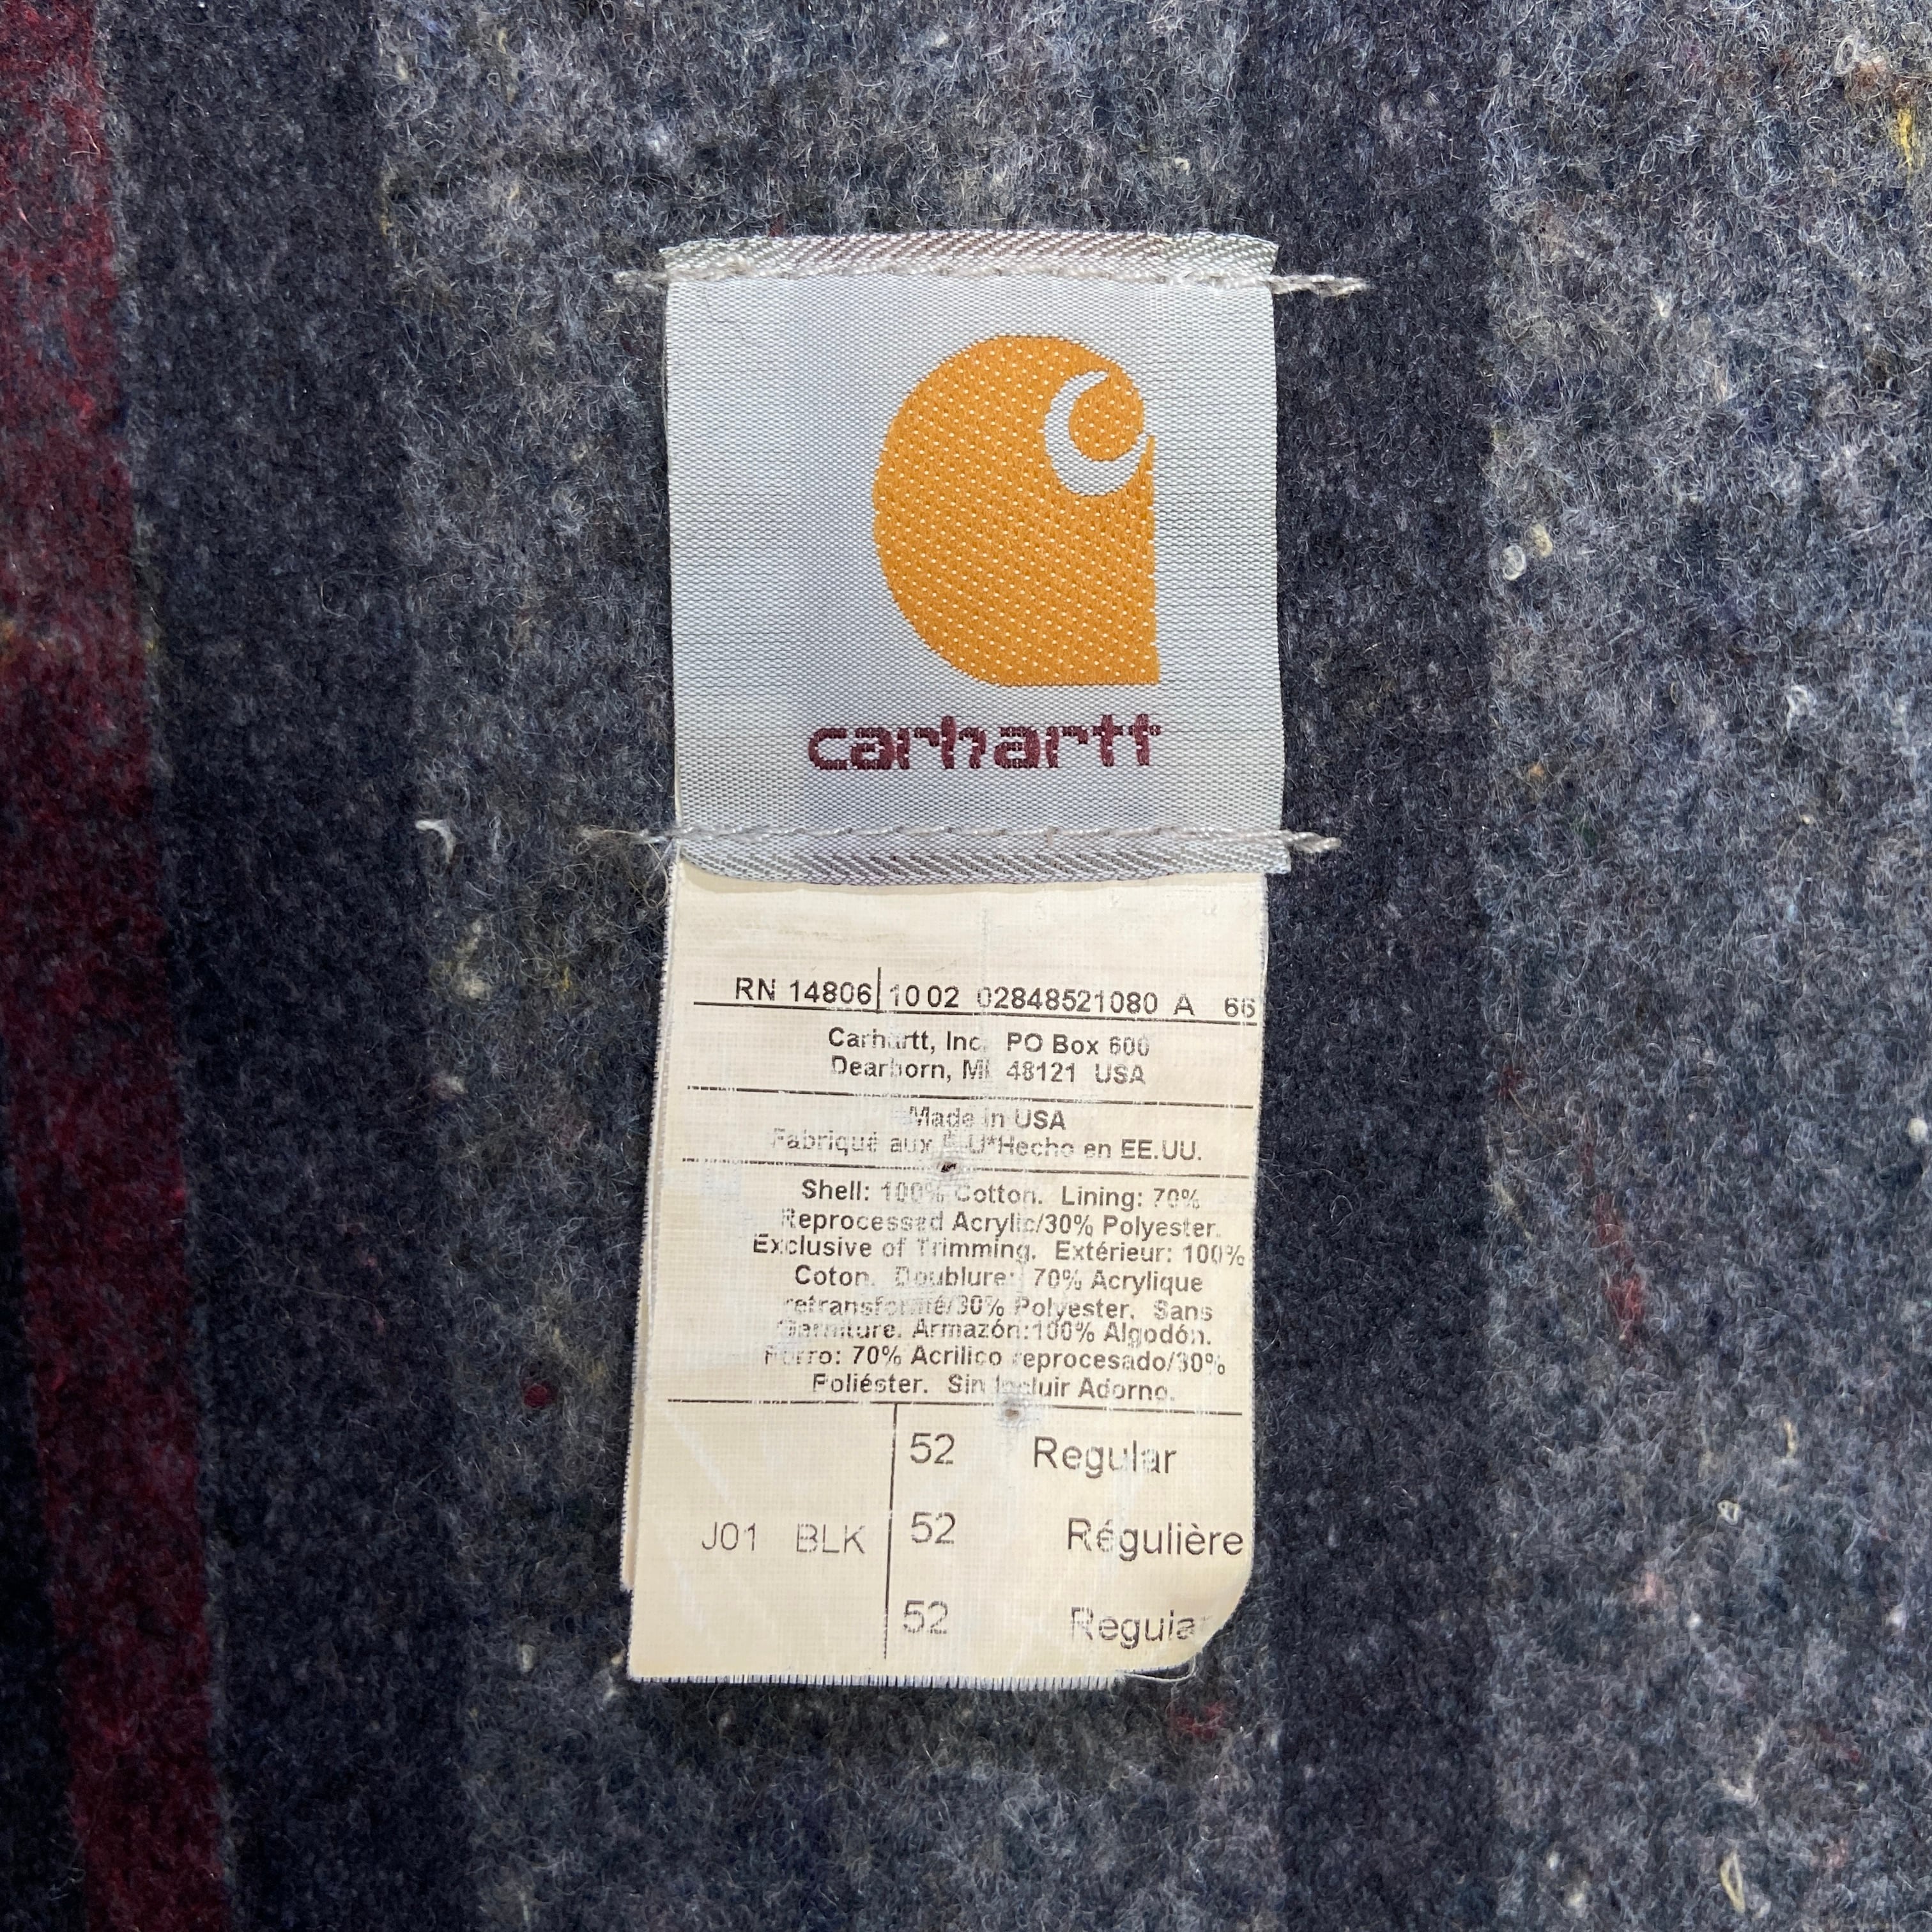 carhartt
RN 14806 1002 02848521080 A 66
Carhartt, Inc. PO Box 600
Dearborn, MI 48121 USA
Made in USA
Fabriqué aux É.-U*Hecho en EE.UU.
Shell: 100% Cotton. Lining: 70%
Reprocessed Acrylic/30% Polyester.
Exclusive of Trimming. Extérieur: 100%
Coton. Doublure: 70% Acrylique
retransformé/30% Polyester. Sans
Garniture. Armazón:100% Algodón.
Forro: 70% Acrilico reprocesado/30%
Poliéster. Sin Incluir Adorno.
52 Regular
J01 BLK 52 Régulière
52 Regular